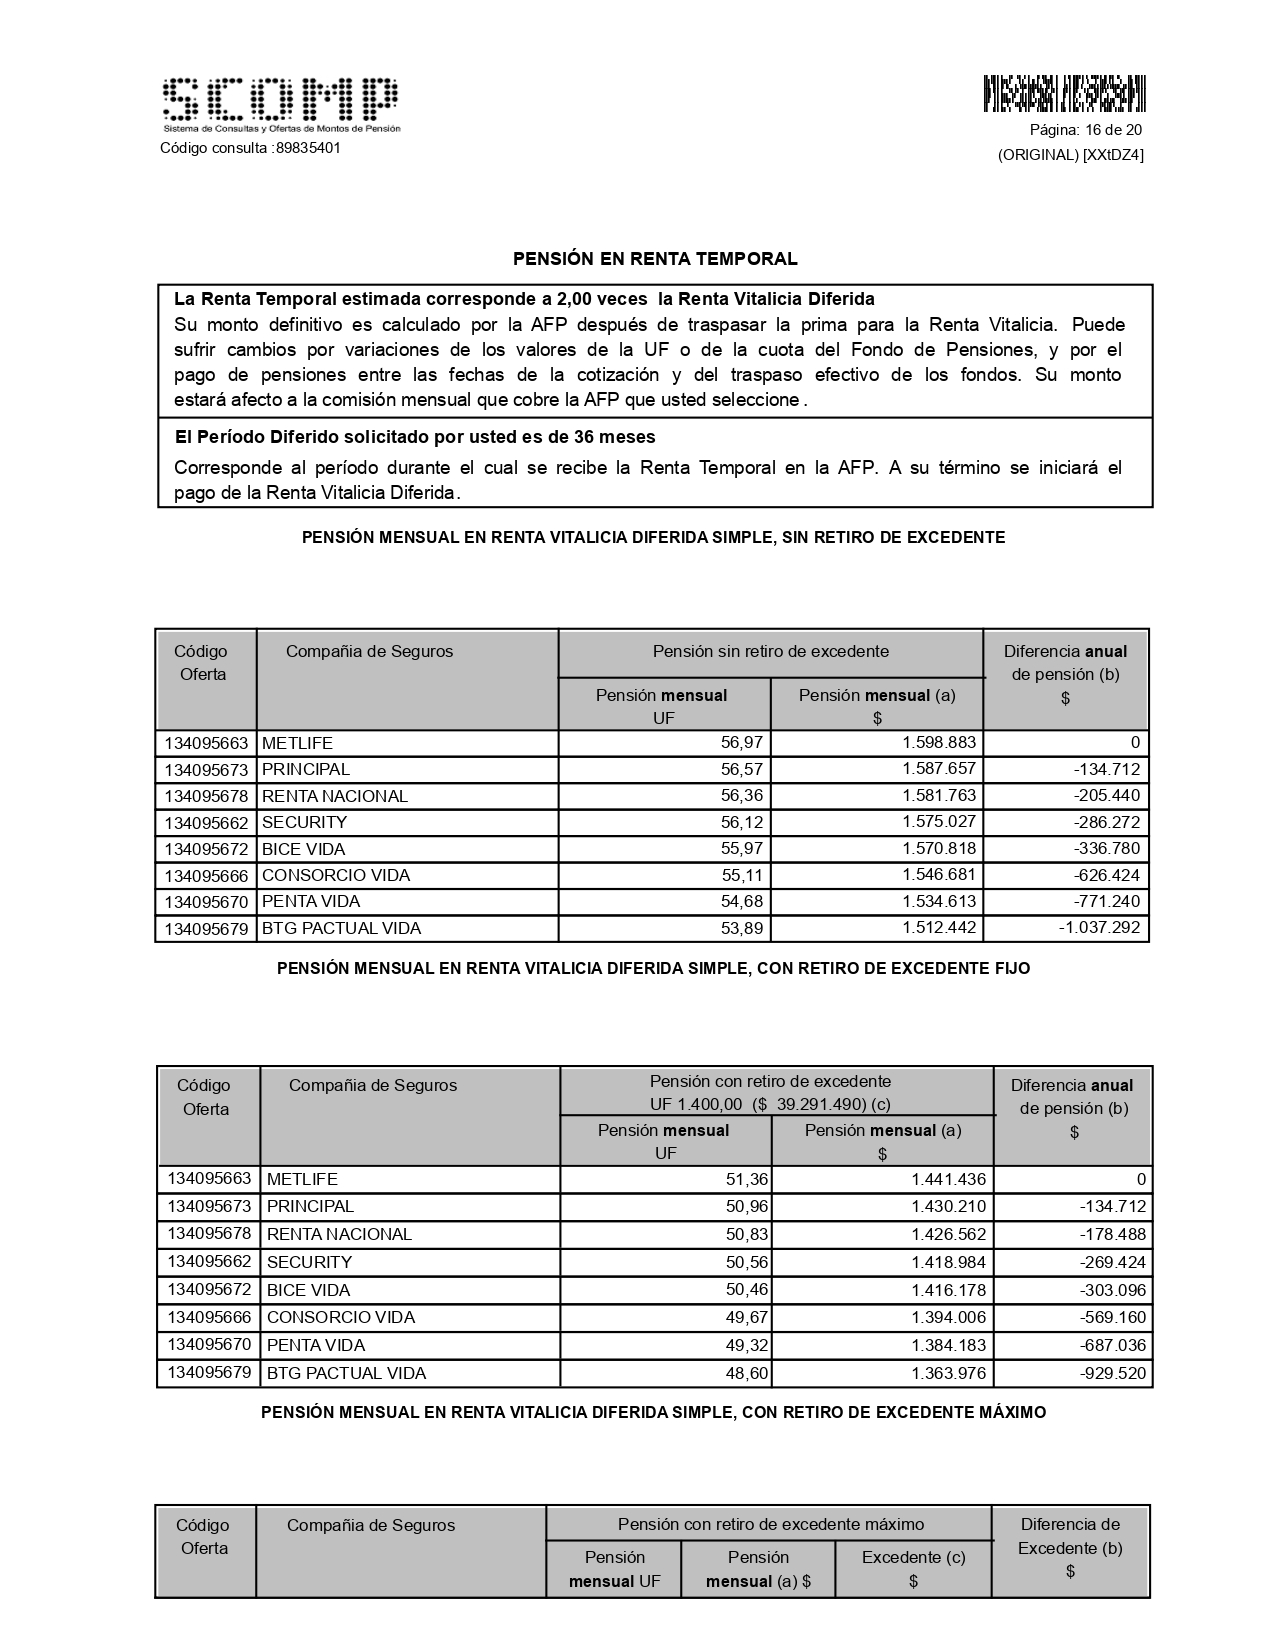 SCOMP
Sistema de Consultas y Ofertas de Montos de Pensión
Código consulta :89835401
Página: 16 de 20
(ORIGINAL) [XXtDZ4]
PENSIÓN EN RENTA TEMPORAL
La Renta Temporal estimada corresponde a 2,00 veces la Renta Vitalicia Diferida
Su monto definitivo es calculado por la AFP después de traspasar la prima para la Renta Vitalicia. Puede
sufrir cambios por variaciones de los valores de la UF o de la cuota del Fondo de Pensiones, y por el
pago de pensiones entre las fechas de la cotización y del traspaso efectivo de los fondos. Su monto
estará afecto a la comisión mensual que cobre la AFP que usted seleccione .
El Período Diferido solicitado por usted es de 36 meses
Corresponde al período durante el cual se recibe la Renta Temporal en la AFP. A su término se iniciará el
pago de la Renta Vitalicia Diferida.
PENSIÓN MENSUAL EN RENTA VITALICIA DIFERIDA SIMPLE, SIN RETIRO DE EXCEDENTE
Código Oferta Compañia de Seguros Pensión sin retiro de excedente Diferencia anual de pensión (b) $
Pensión mensual UF Pensión mensual (a) $
134095663 METLIFE 56,97 1.598.883 0
134095673 PRINCIPAL 56,57 1.587.657 -134.712
134095678 RENTA NACIONAL 56,36 1.581.763 -205.440
134095662 SECURITY 56,12 1.575.027 -286.272
134095672 BICE VIDA 55,97 1.570.818 -336.780
134095666 CONSORCIO VIDA 55,11 1.546.681 -626.424
134095670 PENTA VIDA 54,68 1.534.613 -771.240
134095679 BTG PACTUAL VIDA 53,89 1.512.442 -1.037.292
PENSIÓN MENSUAL EN RENTA VITALICIA DIFERIDA SIMPLE, CON RETIRO DE EXCEDENTE FIJO
Código Oferta Compañia de Seguros Pensión con retiro de excedente UF 1.400,00 ($ 39.291.490) (c) Diferencia anual de pensión (b) $
Pensión mensual UF Pensión mensual (a) $
134095663 METLIFE 51,36 1.441.436 0
134095673 PRINCIPAL 50,96 1.430.210 -134.712
134095678 RENTA NACIONAL 50,83 1.426.562 -178.488
134095662 SECURITY 50,56 1.418.984 -269.424
134095672 BICE VIDA 50,46 1.416.178 -303.096
134095666 CONSORCIO VIDA 49,67 1.394.006 -569.160
134095670 PENTA VIDA 49,32 1.384.183 -687.036
134095679 BTG PACTUAL VIDA 48,60 1.363.976 -929.520
PENSIÓN MENSUAL EN RENTA VITALICIA DIFERIDA SIMPLE, CON RETIRO DE EXCEDENTE MÁXIMO
Código Oferta Compañia de Seguros Pensión con retiro de excedente máximo Diferencia de Excedente (b) $
Pensión mensual UF Pensión mensual (a) $ Excedente (c) $